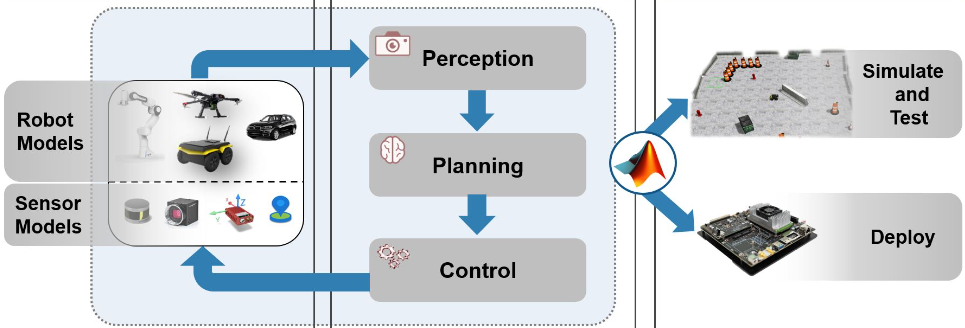 Robot
Models
Sensor
Models
Z
Y
Perception
Planning
Control
Simulate
and
Test
Deploy